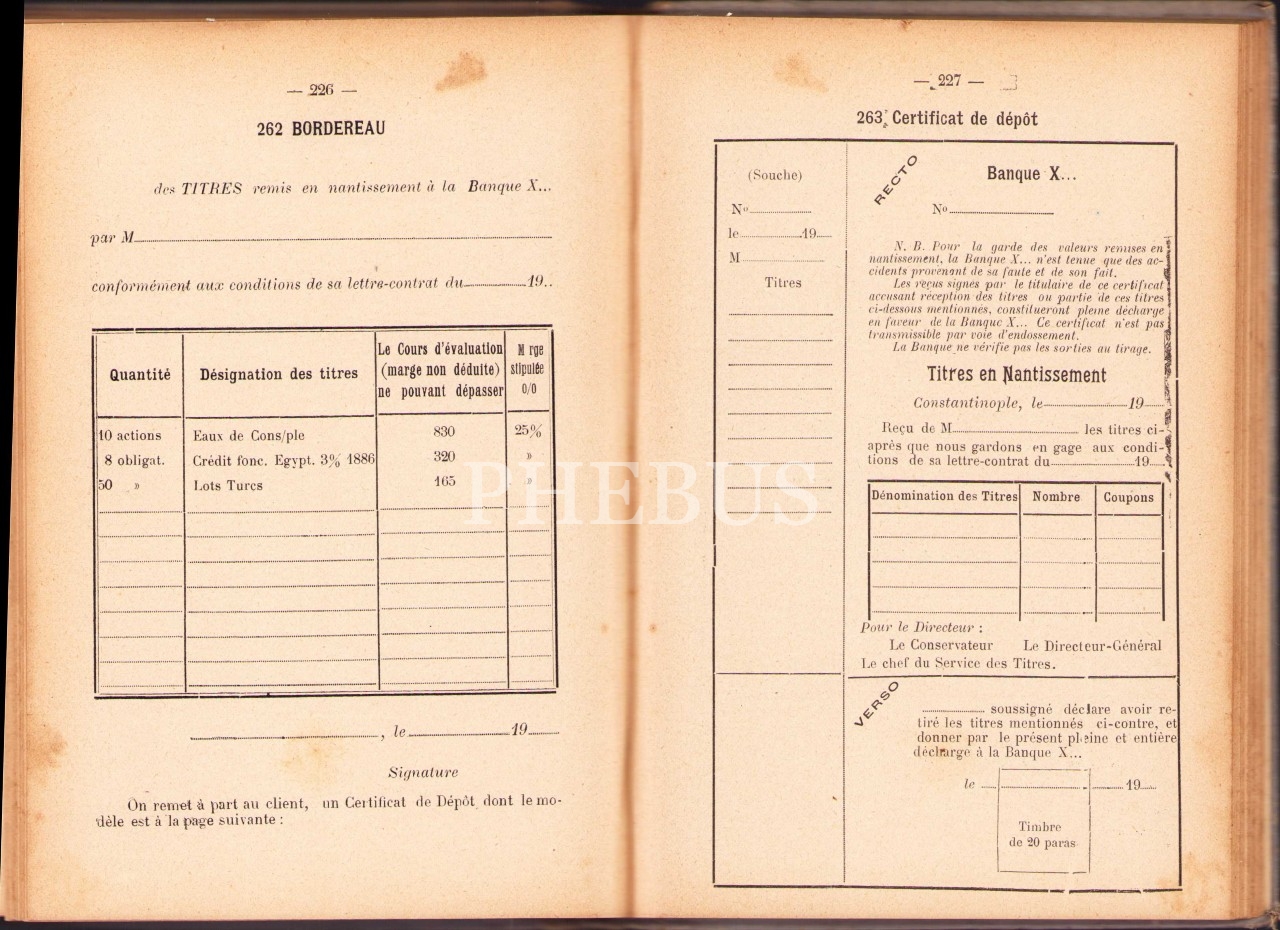 — 226 —
262 BORDEREAU
des TITRES remis en nantissement à la Banque X...
par M
conformément aux conditions de sa lettre-contrat du 19..
Quantité | Désignation des titres | Le Cours d'évaluation (marge non déduite) ne pouvant dépasser | M rge stipulée 0/0
10 actions | Eaux de Cons/ple | 830 | 25%
8 obligat. | Crédit fonc. Egypt. 3% 1886 | 320 | »
50 » | Lots Turcs | 165 | »
, le 19
Signature
On remet à part au client, un Certificat de Dépôt dont le mo-
dèle est à la page suivante :
— 227 —
263. Certificat de dépôt
(Souche)
No
le 19
M
Titres
RECTO
Banque X...
No
N. B. Pour la garde des valeurs remises en
nantissement, la Banque X... n'est tenue que des ac-
cidents provenant de sa faute et de son fait.
Les reçus signés par le titulaire de ce certificat
accusant réception des titres ou partie de ces titres
ci-dessous mentionnés, constitueront pleine décharge
en faveur de la Banque X... Ce certificat n'est pas
transmissible par voie d'endossement.
La Banque ne vérifie pas les sorties au tirage.
Titres en Nantissement
Constantinople, le 19
Reçu de M les titres ci-
après que nous gardons en gage aux condi-
tions de sa lettre-contrat du 19
Dénomination des Titres | Nombre | Coupons
Pour le Directeur :
Le Conservateur Le Directeur-Général
Le chef du Service des Titres.
VERSO
soussigné déclare avoir re-
tiré les titres mentionnés ci-contre, et
donner par le présent pleine et entière
décharge à la Banque X...
le 19
Timbre
de 20 paras
PHEBUS